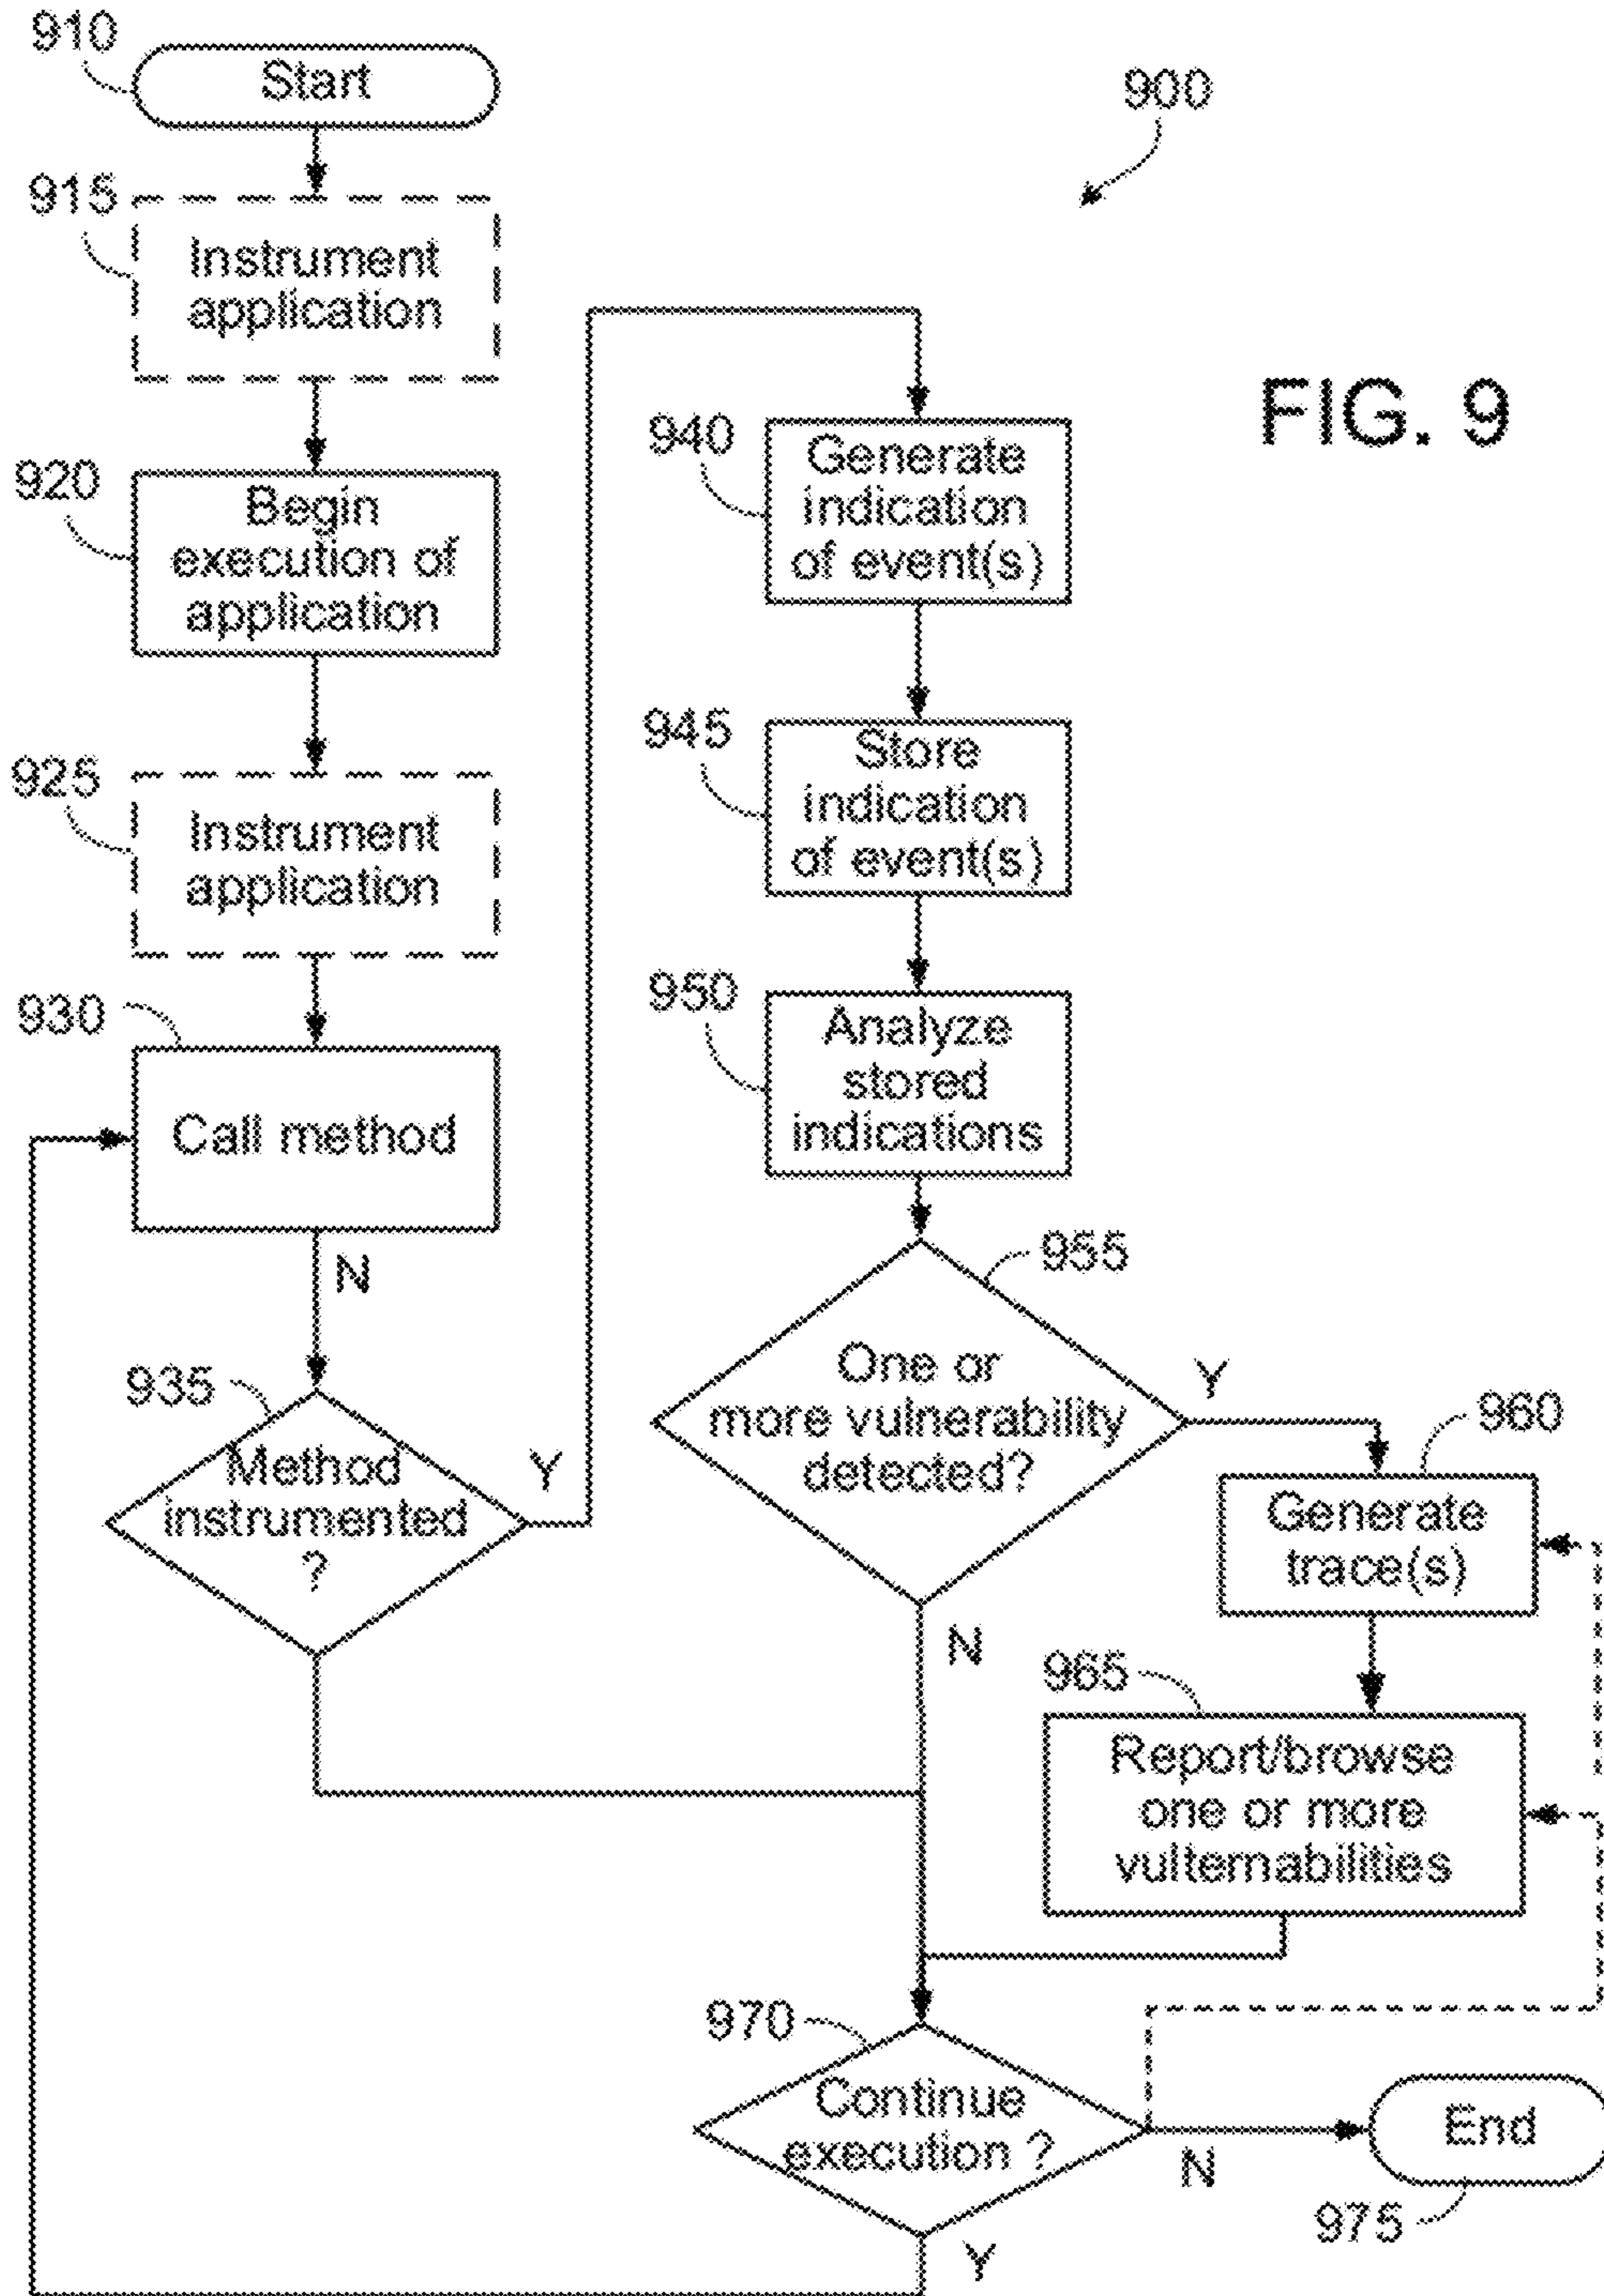 910
Start
900
915
Instrument
application
FIG. 9
920
Begin
execution of
application
925
Instrument
application
930
Call method
N
935
Method
instrumented
?
Y
940
Generate
indication
of event(s)
945
Store
indication
of event(s)
950
Analyze
stored
indications
955
One or
more vulnerability
detected?
Y
N
960
Generate
trace(s)
965
Report/browse
one or more
vulternabilities
970
Continue
execution ?
N
Y
End
975